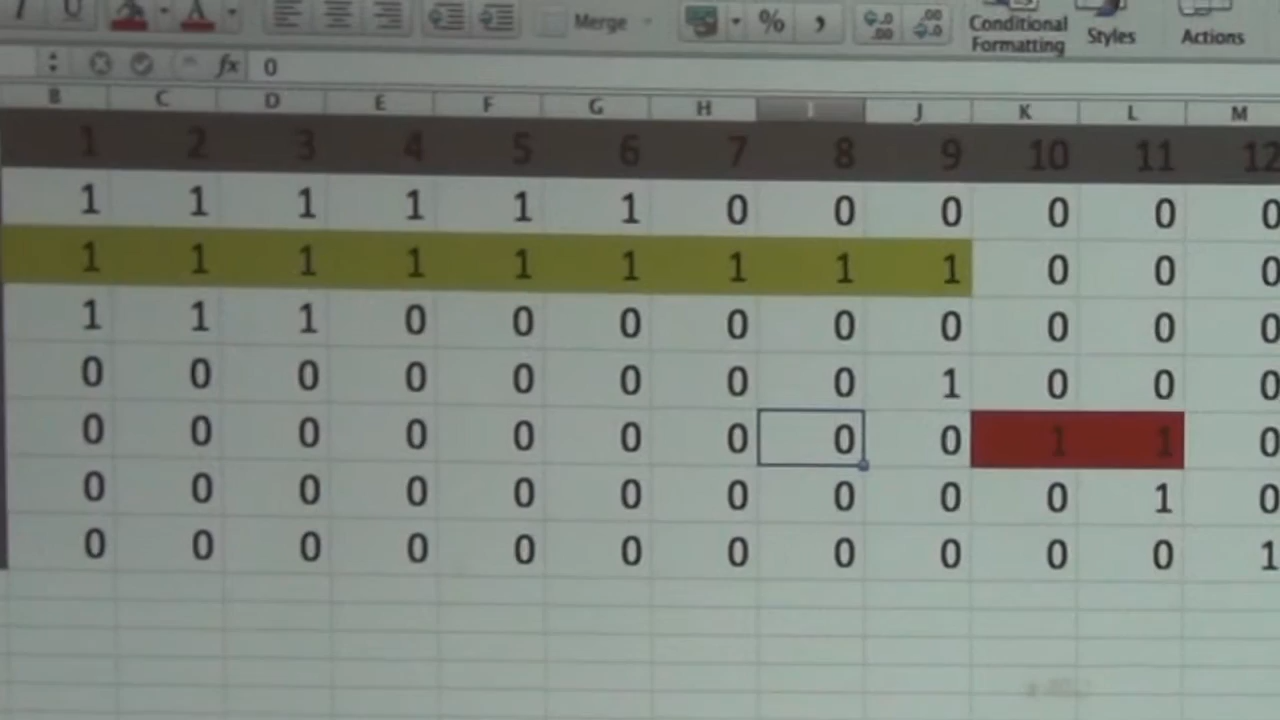 I U A Merge % , .0 .00 .00 .0 Conditional Formatting Styles Actions
fx 0
B C D E F G H I J K L M
1 2 3 4 5 6 7 8 9 10 11 12
1 1 1 1 1 1 0 0 0 0 0 0
1 1 1 1 1 1 1 1 1 0 0 0
1 1 1 0 0 0 0 0 0 0 0 0
0 0 0 0 0 0 0 0 1 0 0 0
0 0 0 0 0 0 0 0 0 1 1 0
0 0 0 0 0 0 0 0 0 0 1 0
0 0 0 0 0 0 0 0 0 0 0 1